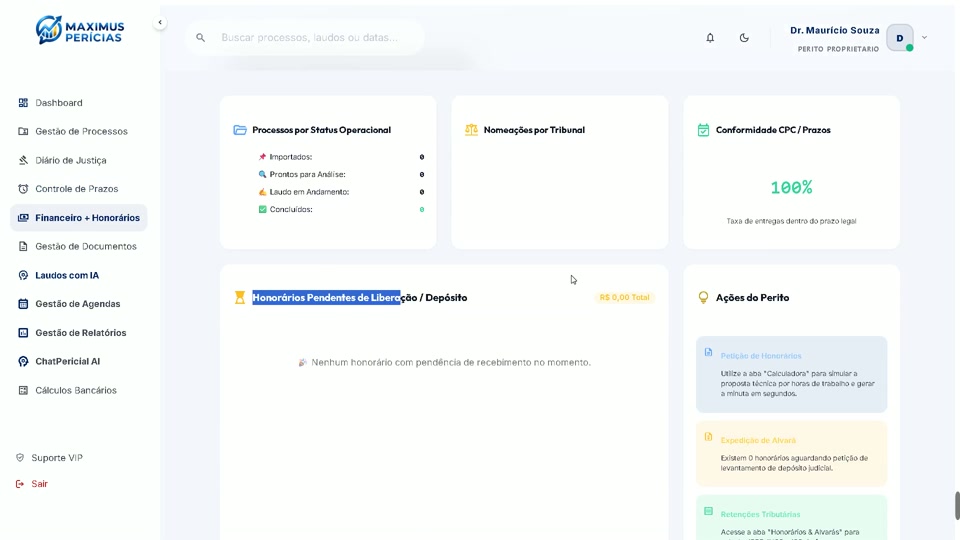 MAXIMUS
PERÍCIAS
Buscar processos, laudos ou datas...
Dr. Maurício Souza
PERITO PROPRIETARIO
D
Dashboard
Gestão de Processos
Diário de Justiça
Controle de Prazos
Financeiro + Honorários
Gestão de Documentos
Laudos com IA
Gestão de Agendas
Gestão de Relatórios
ChatPericial AI
Cálculos Bancários
Suporte VIP
Sair
Processos por Status Operacional
Importados: 0
Prontos para Análise: 0
Laudo em Andamento: 0
Concluídos: 0
Nomeações por Tribunal
Conformidade CPC / Prazos
100%
Taxa de entregas dentro do prazo legal
Honorários Pendentes de Liberação / Depósito
R$ 0,00 Total
Nenhum honorário com pendência de recebimento no momento.
Ações do Perito
Petição de Honorários
Utilize a aba "Calculadora" para simular a
proposta técnica por horas de trabalho e gerar
a minuta em segundos.
Expedição de Alvará
Existem 0 honorários aguardando petição de
levantamento de depósito judicial.
Retenções Tributárias
Acesse a aba "Honorários & Alvarás" para